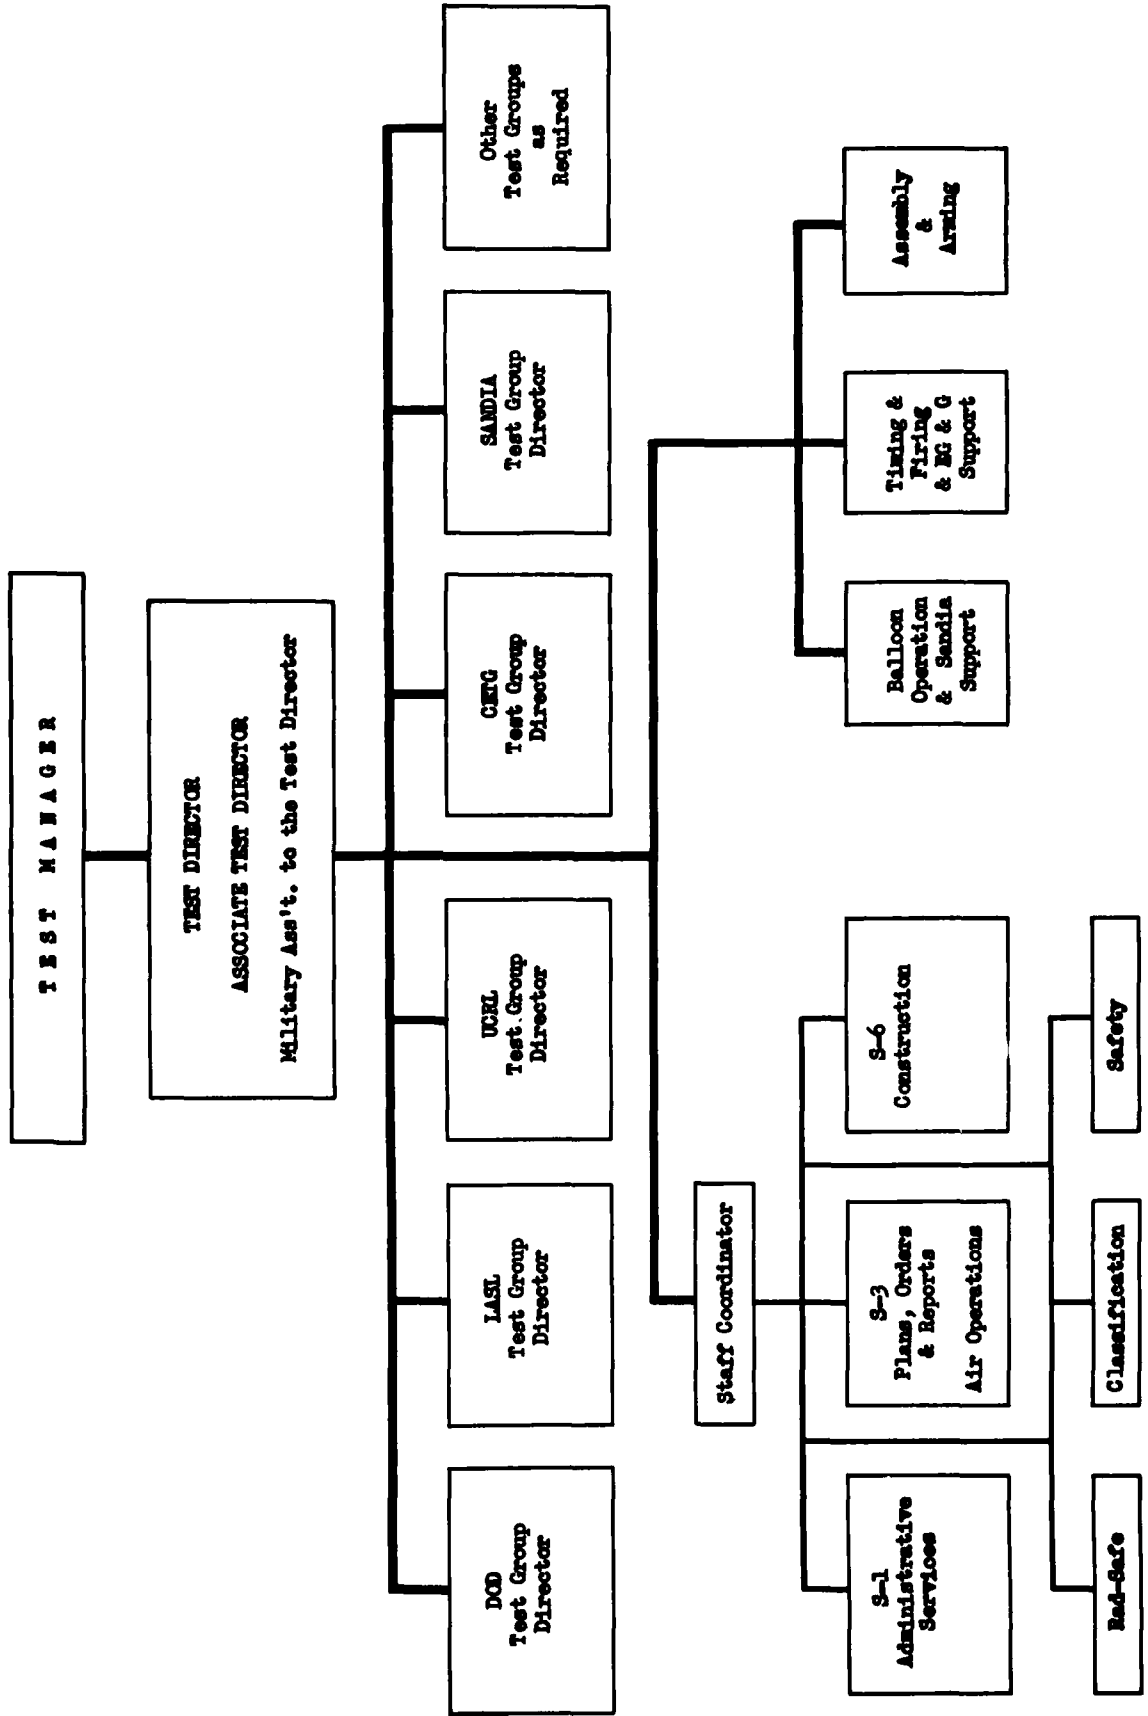 T E S T   M A N A G E R
TEST DIRECTOR
ASSOCIATE TEST DIRECTOR
Military Ass't. to the Test Director
DOD
Test Group
Director
LASL
Test Group
Director
UCRL
Test Group
Director
CETG
Test Group
Director
SANDIA
Test Group
Director
Other
Test Groups
as
Required
Staff Coordinator
S-1
Administrative
Services
S-3
Plans, Orders
& Reports
Air Operations
S-6
Construction
Balloon
Operation
& Sandia
Support
Timing &
Firing
& EG & G
Support
Assembly
&
Arming
Rad-Safe
Classification
Safety